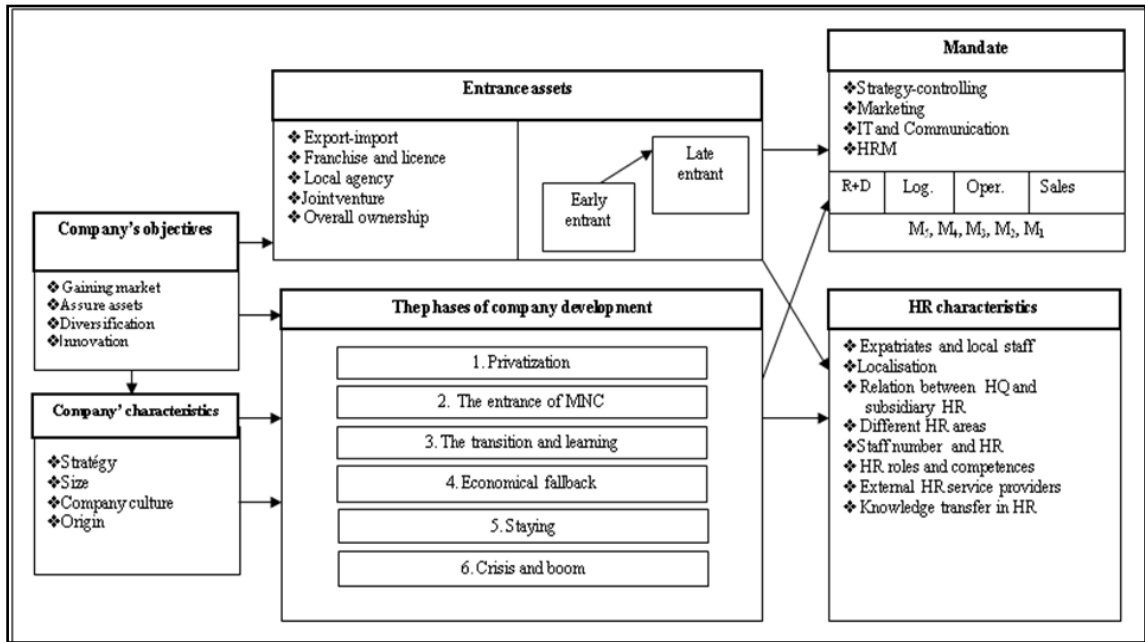 Entrance assets
❖ Export-import
❖ Franchise and licence
❖ Local agency
❖ Jointventure
❖ Overall ownership
Early
entrant
Late
entrant
Mandate
❖Strategy-controlling
❖Marketing
❖IT and Communication
❖HRM
R+D Log. Oper. Sales
M5, M4, M3, M2, M1
Company's objectives
❖ Gaining market
❖Assure assets
❖Diversification
❖Innovation
Company' characteristics
❖Stratégy
❖Size
❖Company culture
❖Origin
Thephases of company development
1. Privatization
2. The entrance of MNC
3. The transition and learning
4. Economical fallback
5. Staying
6. Crisis and boom
HR characteristics
❖ Expatriates and local staff
❖Localisation
❖ Relation between HQ and
subsidiary HR
❖ Different HR areas
❖Staff number and HR
❖ HR roles and competences
❖ External HR service providers
❖ Knowledge transfer in HR